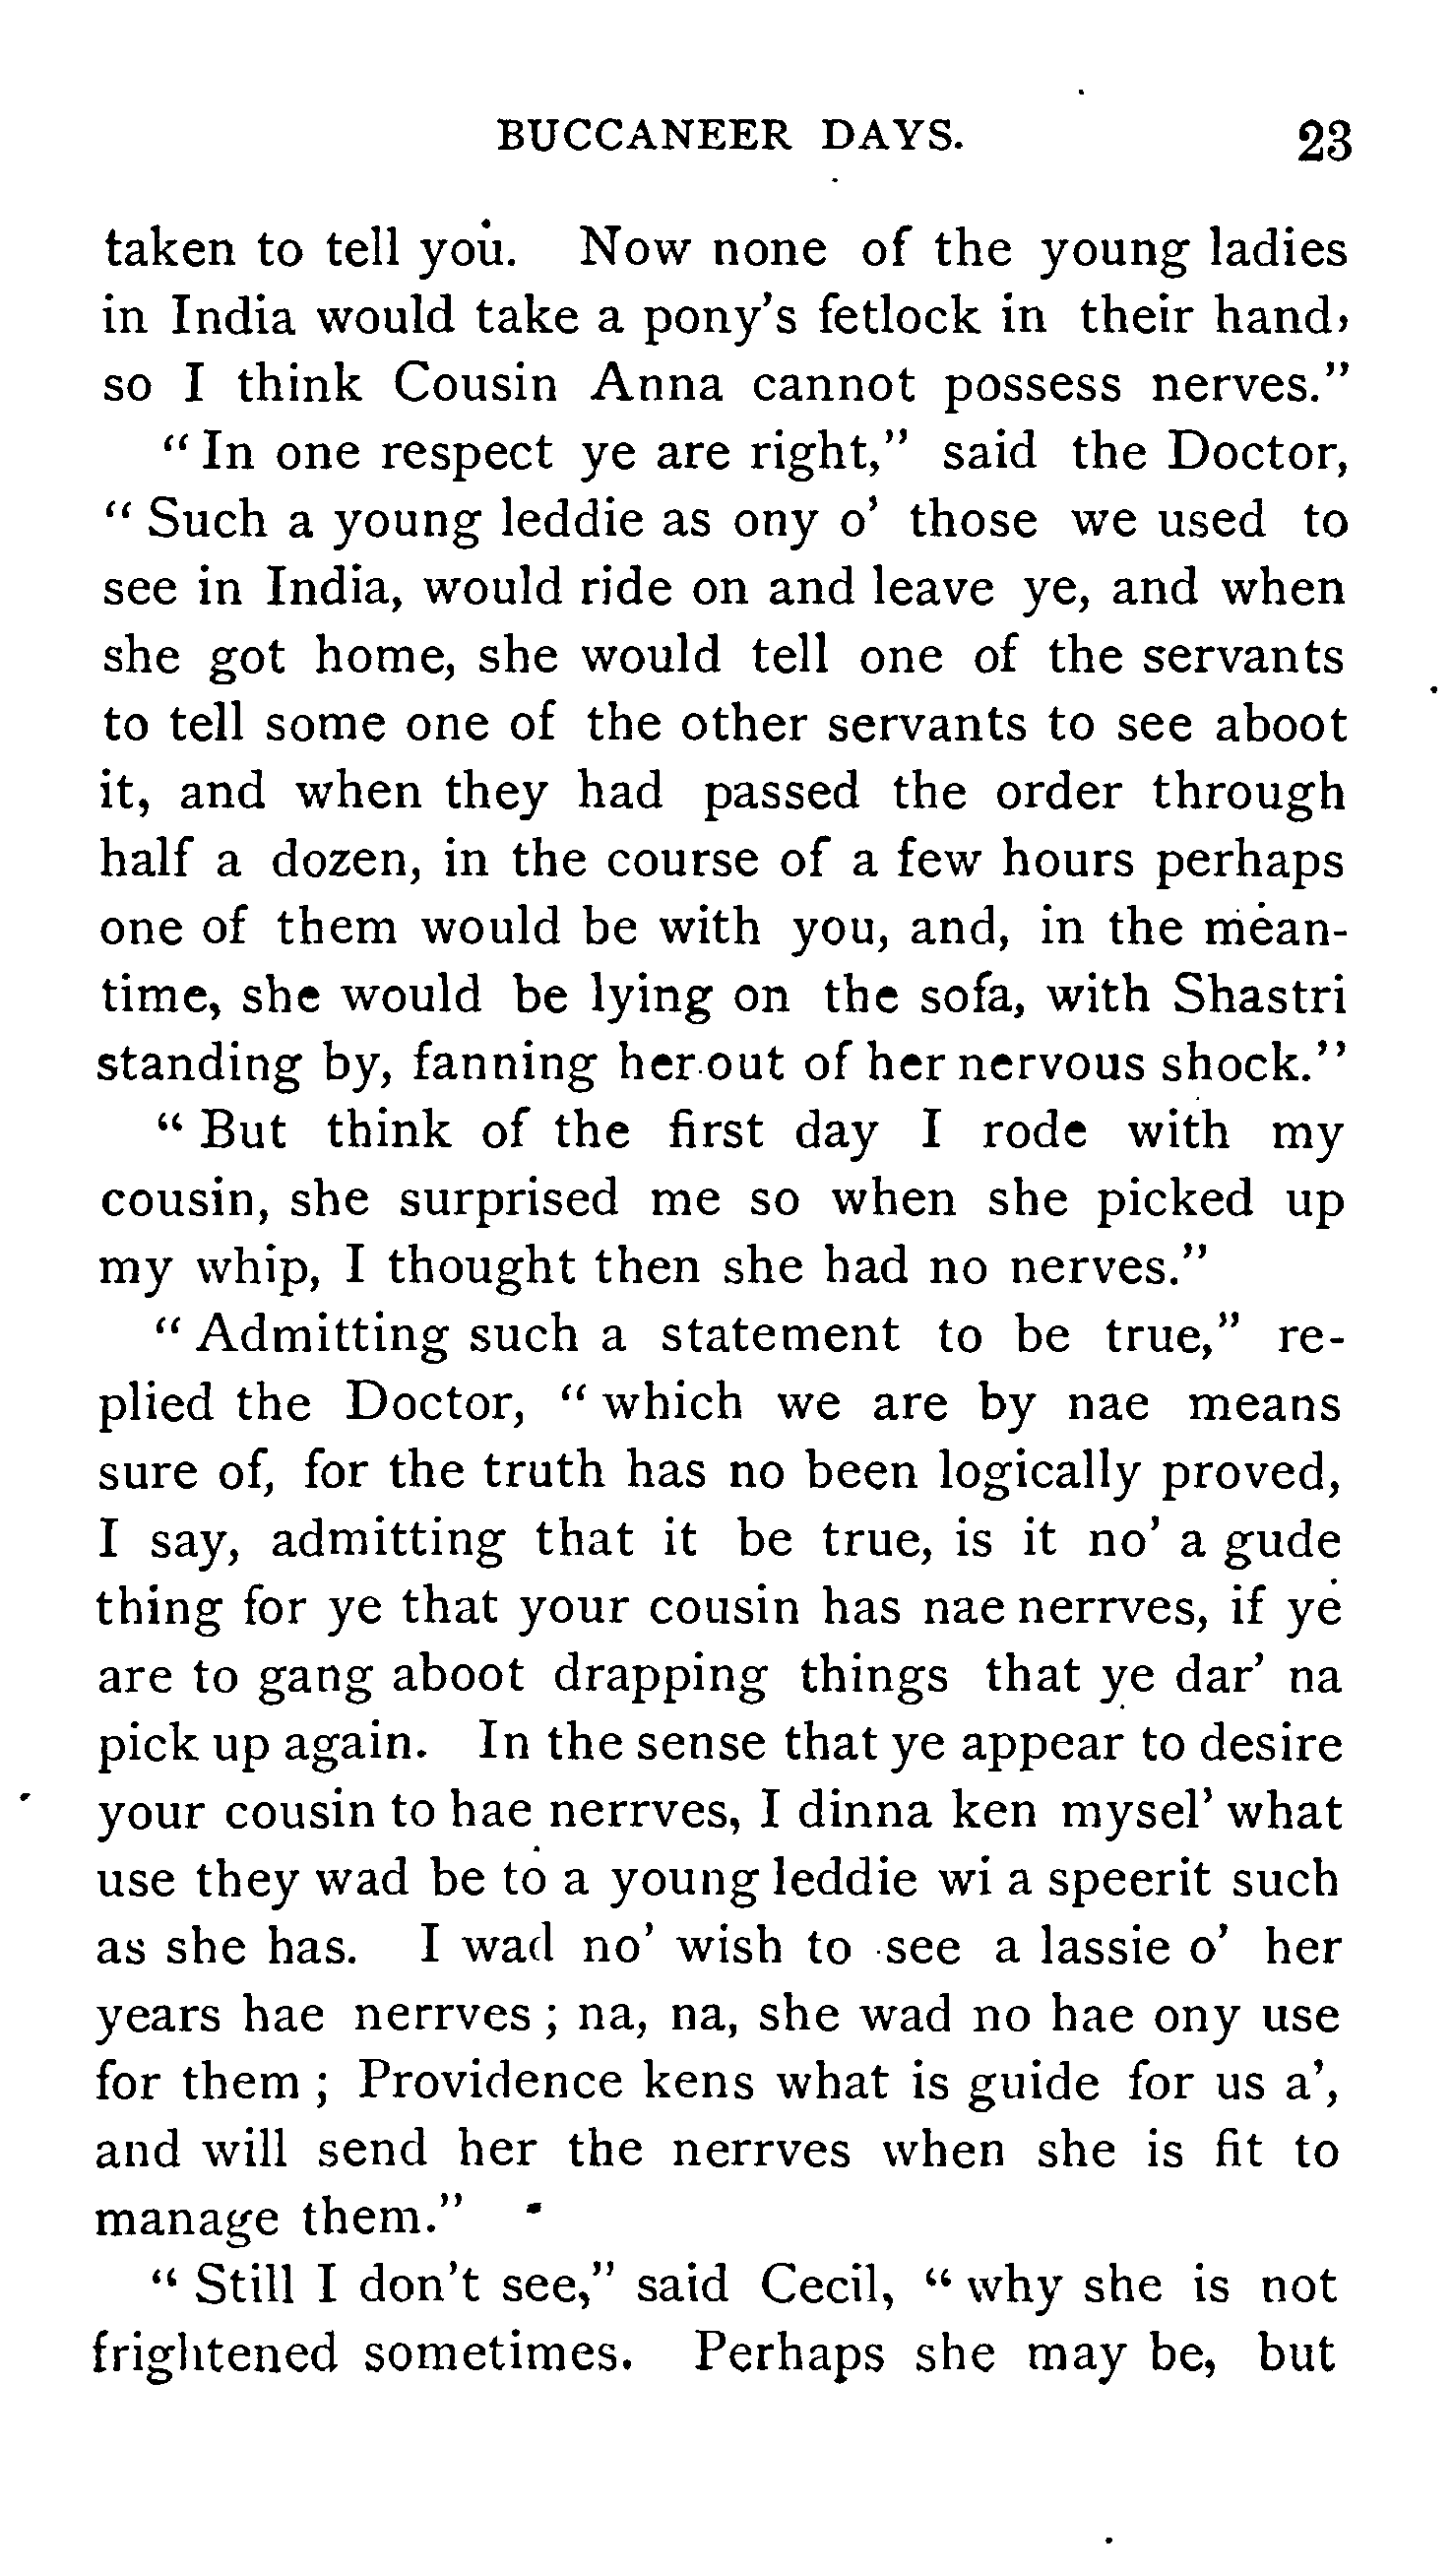 BUCCANEER DAYS. 23
taken to tell you. Now none of the young ladies
in India would take a pony's fetlock in their hand,
so I think Cousin Anna cannot possess nerves."
"In one respect ye are right," said the Doctor,
"Such a young leddie as ony o' those we used to
see in India, would ride on and leave ye, and when
she got home, she would tell one of the servants
to tell some one of the other servants to see aboot
it, and when they had passed the order through
half a dozen, in the course of a few hours perhaps
one of them would be with you, and, in the mean-
time, she would be lying on the sofa, with Shastri
standing by, fanning her out of her nervous shock."
"But think of the first day I rode with my
cousin, she surprised me so when she picked up
my whip, I thought then she had no nerves."
"Admitting such a statement to be true," re-
plied the Doctor, "which we are by nae means
sure of, for the truth has no been logically proved,
I say, admitting that it be true, is it no' a gude
thing for ye that your cousin has nae nerrves, if ye
are to gang aboot drapping things that ye dar' na
pick up again. In the sense that ye appear to desire
your cousin to hae nerrves, I dinna ken mysel' what
use they wad be to a young leddie wi a speerit such
as she has. I wad no' wish to see a lassie o' her
years hae nerrves; na, na, she wad no hae ony use
for them; Providence kens what is guide for us a',
and will send her the nerrves when she is fit to
manage them."
"Still I don't see," said Cecil, "why she is not
frightened sometimes. Perhaps she may be, but